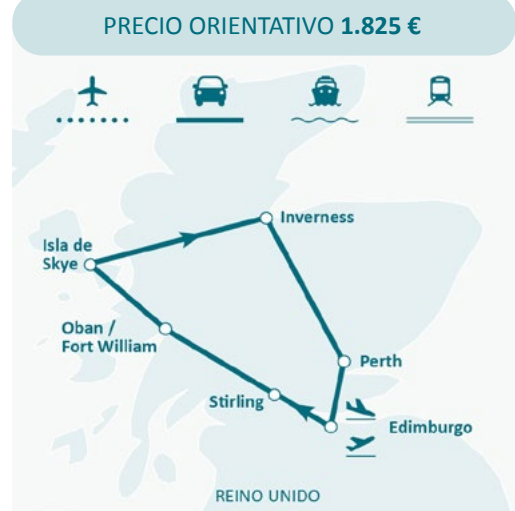 PRECIO ORIENTATIVO 1.825 €
Inverness
Isla de
Skye
Oban /
Fort William
Perth
Stirling
Edimburgo
REINO UNIDO